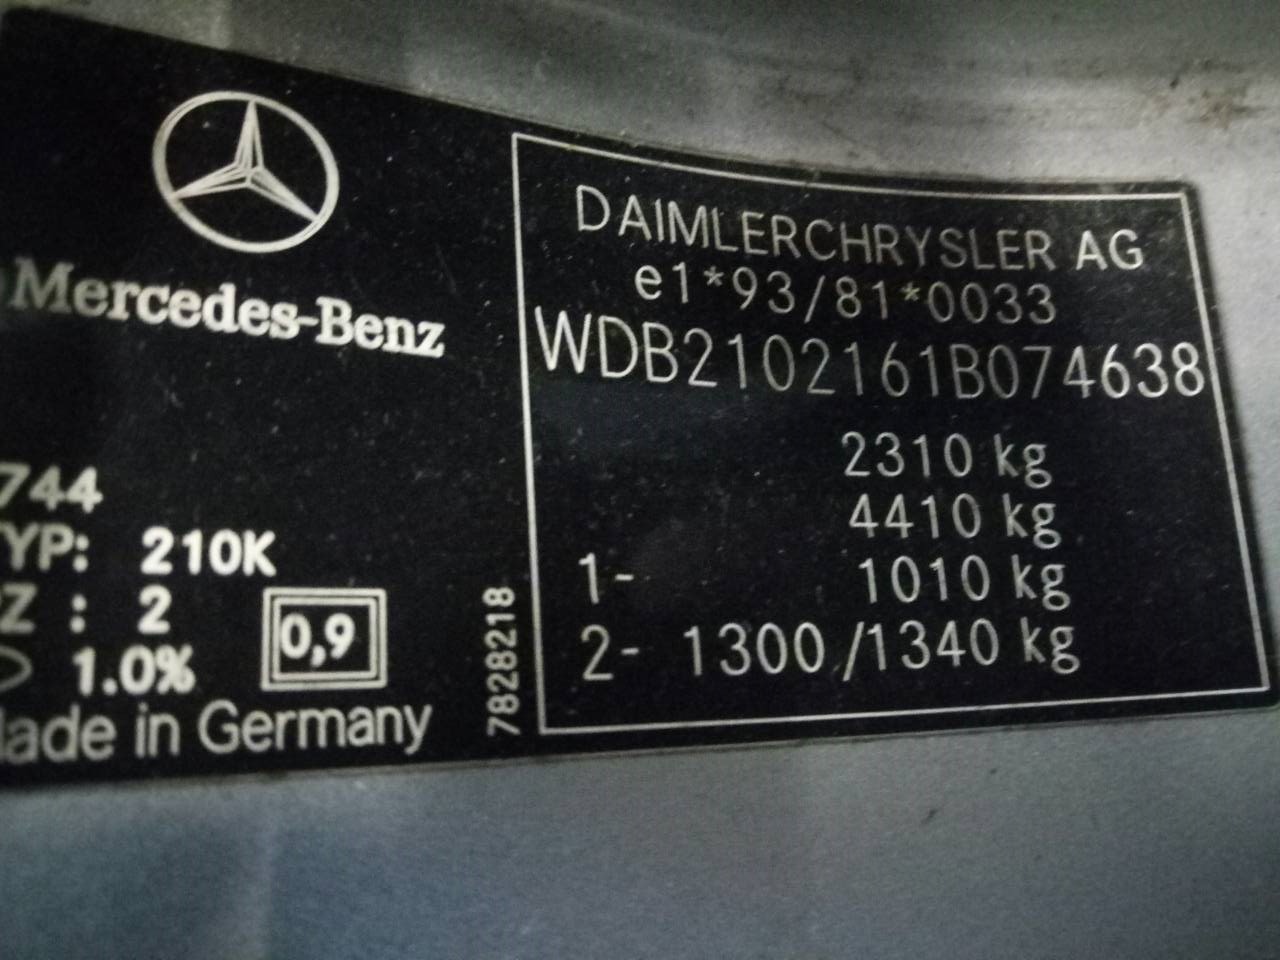 Mercedes-Benz
744
YP: 210K
Z : 2
1.0%
0,9
ade in Germany
7828218
DAIMLERCHRYSLER AG
e1*93/81*0033
WDB2102161B074638
2310 kg
4410 kg
1- 1010 kg
2- 1300/1340 kg